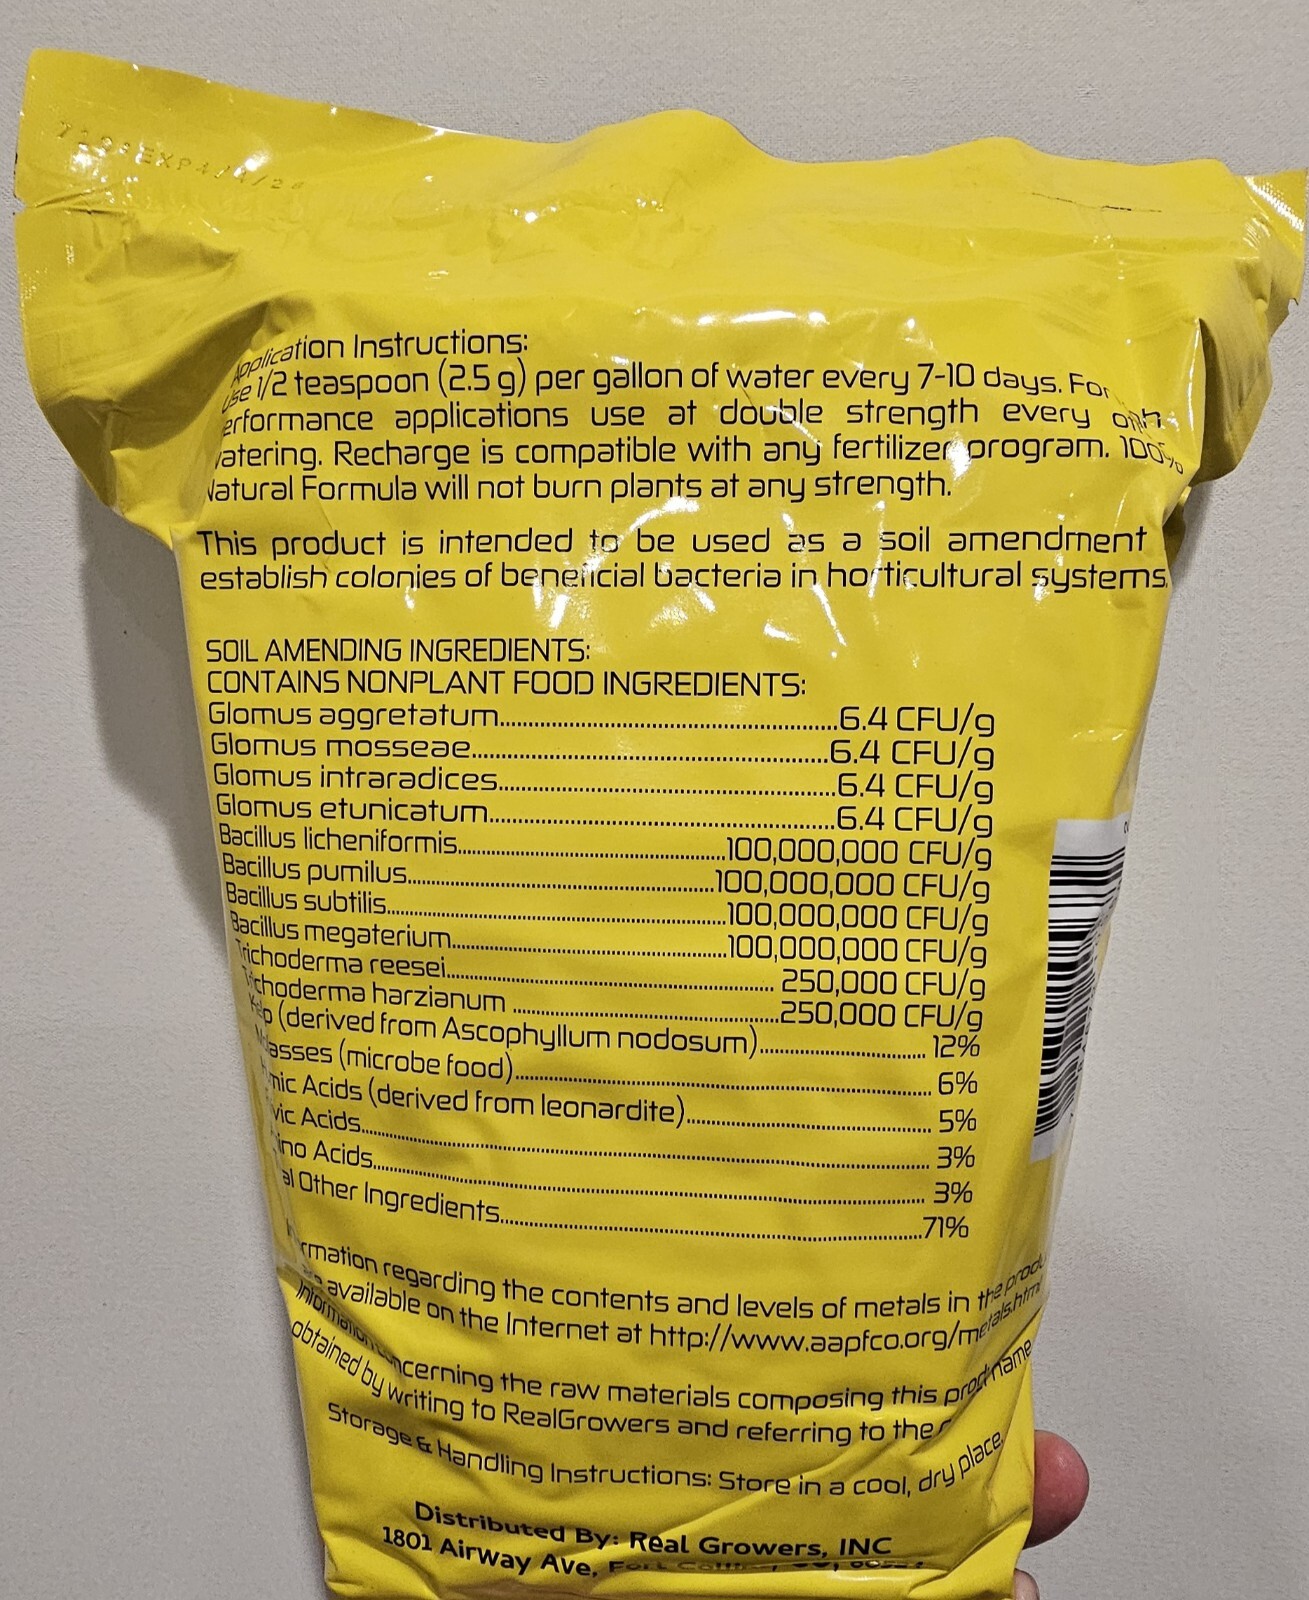 Application Instructions:
Use 1/2 teaspoon (2.5 g) per gallon of water every 7-10 days. For
erformance applications use at double strength every
watering. Recharge is compatible with any fertilizer program. 100%
Natural Formula will not burn plants at any strength.
This product is intended to be used as a soil amendment
establish colonies of beneficial bacteria in horticultural systems.
SOIL AMENDING INGREDIENTS:
CONTAINS NONPLANT FOOD INGREDIENTS:
Glomus aggretatum..........6.4 CFU/g
Glomus mosseae..........6.4 CFU/g
Glomus intraradices..........6.4 CFU/g
Glomus etunicatum..........6.4 CFU/g
Bacillus licheniformis..........100,000,000 CFU/g
Bacillus pumilus..........100,000,000 CFU/g
Bacillus subtilis..........100,000,000 CFU/g
Bacillus megaterium..........100,000,000 CFU/g
Trichoderma reesei.......... 250,000 CFU/g
Trichoderma harzianum ..........250,000 CFU/g
Kelp (derived from Ascophyllum nodosum).......... 12%
Molasses (microbe food).......... 6%
mic Acids (derived from leonardite).......... 5%
vic Acids.......... 3%
ino Acids.......... 3%
al Other Ingredients..........71%
rmation regarding the contents and levels of metals in the produ
available on the Internet at http://www.aapfco.org/metals.htm
Information concerning the raw materials composing this
obtained by writing to RealGrowers and referring to the name
Storage & Handling Instructions: Store in a cool, dry place.
Distributed By: Real Growers, INC
1801 AirWay Ave, Fort